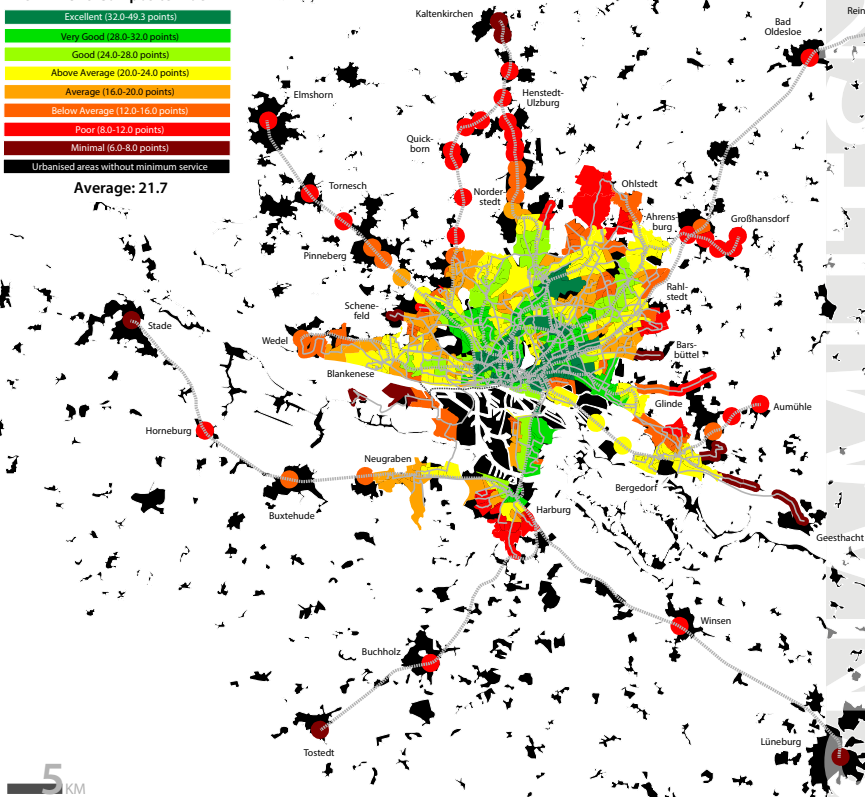 Excellent (32.0-49.3 points)
Very Good (28.0-32.0 points)
Good (24.0-28.0 points)
Above Average (20.0-24.0 points)
Average (16.0-20.0 points)
Below Average (12.0-16.0 points)
Poor (8.0-12.0 points)
Minimal (6.0-8.0 points)
Urbanised areas without minimum service
Average: 21.7
Kaltenkirchen
Bad
Oldesloe
Rein
Elmshorn
Henstedt-
Ulzburg
Quick-
born
Tornesch
Norder-
stedt
Ohlstedt
Ahrens-
burg
Großhansdorf
Pinneberg
Rahl-
stedt
Schene-
feld
Stade
Wedel
Bars-
büttel
Blankenese
Glinde
Aumühle
Horneburg
Neugraben
Bergedorf
Buxtehude
Harburg
Geesthacht
Winsen
Buchholz
Lüneburg
Tostedt
5 KM